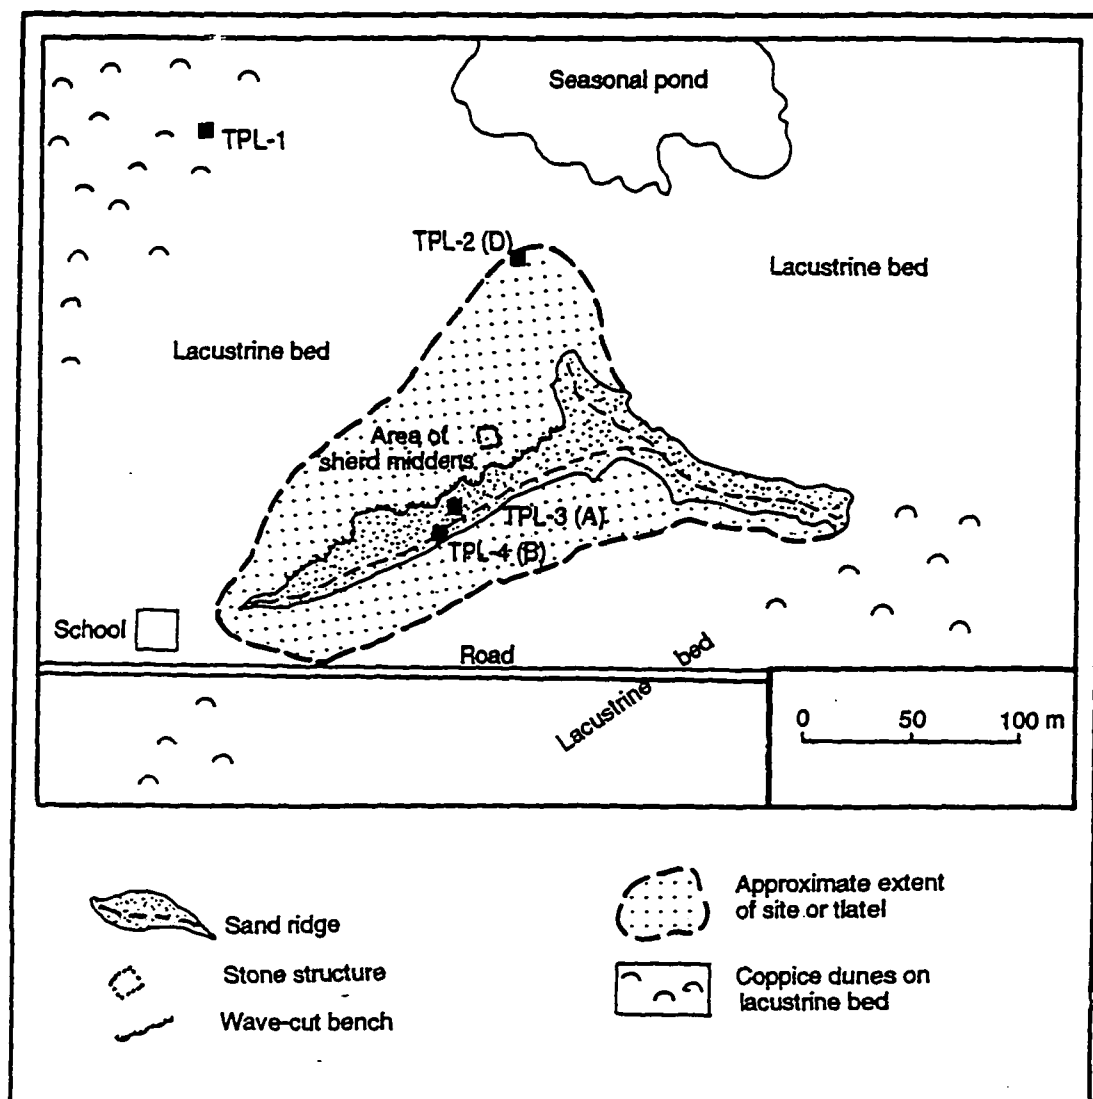 Seasonal pond
TPL-1
TPL-2 (D)
Lacustrine bed
Lacustrine bed
Area of
sherd middens
TPL-3 (A)
TPL-4 (B)
School
Road
Lacustrine bed
0 50 100 m
Sand ridge
Stone structure
Wave-cut bench
Approximate extent
of site or tlatel
Coppice dunes on
lacustrine bed